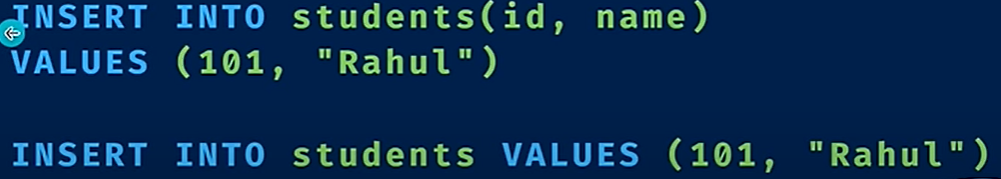 INSERT INTO students(id, name)
VALUES (101, "Rahul")
INSERT INTO students VALUES (101, "Rahul")